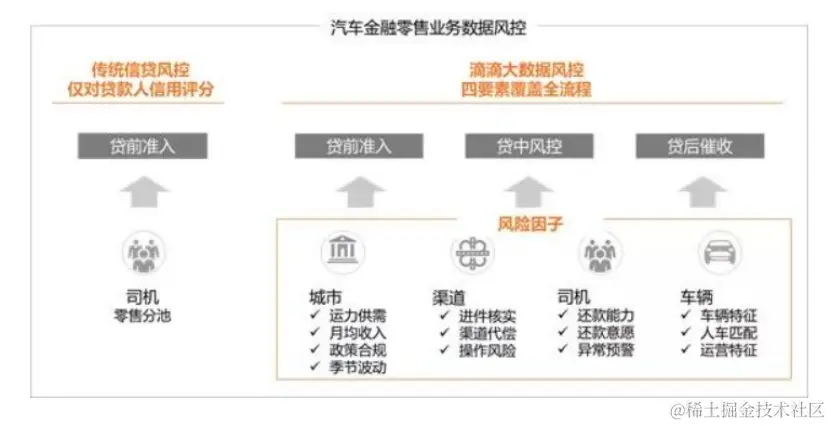 汽车金融零售业务数据风控
传统信贷风控
仅对贷款人信用评分
贷前准入
司机
零售分池
滴滴大数据风控
四要素覆盖全流程
贷前准入
贷中风控
贷后催收
风险因子
城市
✓ 运力供需
✓ 月均收入
✓ 政策合规
✓ 季节波动
渠道
✓ 进件核实
✓ 渠道代偿
✓ 操作风险
司机
✓ 还款能力
✓ 还款意愿
✓ 异常预警
车辆
✓ 车辆特征
✓ 人车匹配
✓ 运营特征
@稀土掘金技术社区